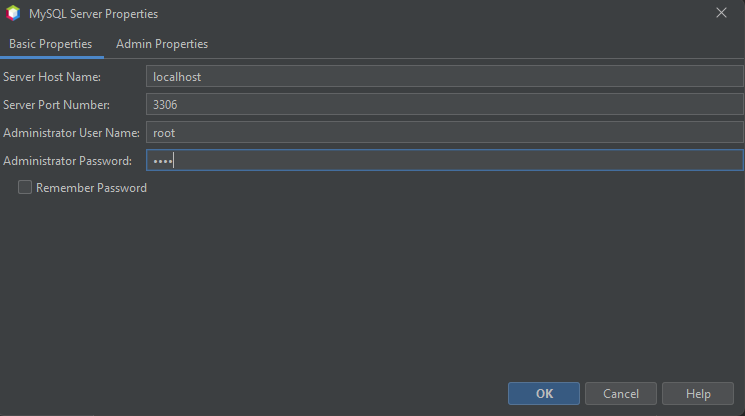 MySQL Server Properties
Basic Properties Admin Properties
Server Host Name: localhost
Server Port Number: 3306
Administrator User Name: root
Administrator Password: ••••
Remember Password
OK Cancel Help